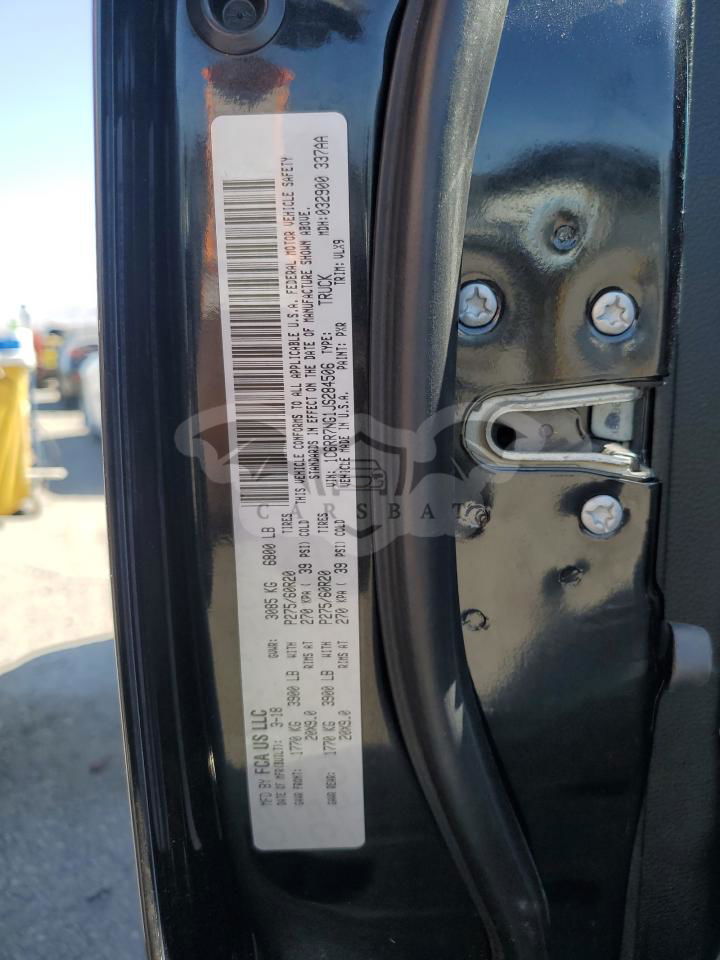 MFD BY FCA US LLC
DATE OF MFR(BUILT): 3-18 GVWR: 3085 KG 6800 LB
GAWR FRONT: 1770 KG 3900 LB WITH P275/60R20 TIRES
20X9.0 RIMS AT 270 KPA ( 39 PSI) COLD
GAWR REAR: 1770 KG 3900 LB WITH P275/60R20 TIRES
20X9.0 RIMS AT 270 KPA ( 39 PSI) COLD
THIS VEHICLE CONFORMS TO ALL APPLICABLE U.S.A. FEDERAL MOTOR VEHICLE SAFETY
STANDARDS IN EFFECT ON THE DATE OF MANUFACTURE SHOWN ABOVE.
VIN: 1C6RR7NG1JS284506 TYPE: TRUCK MDH:032900 337AA
VEHICLE MADE IN U.S.A. PAINT: PXR TRIM: VLX9
CARSBAT